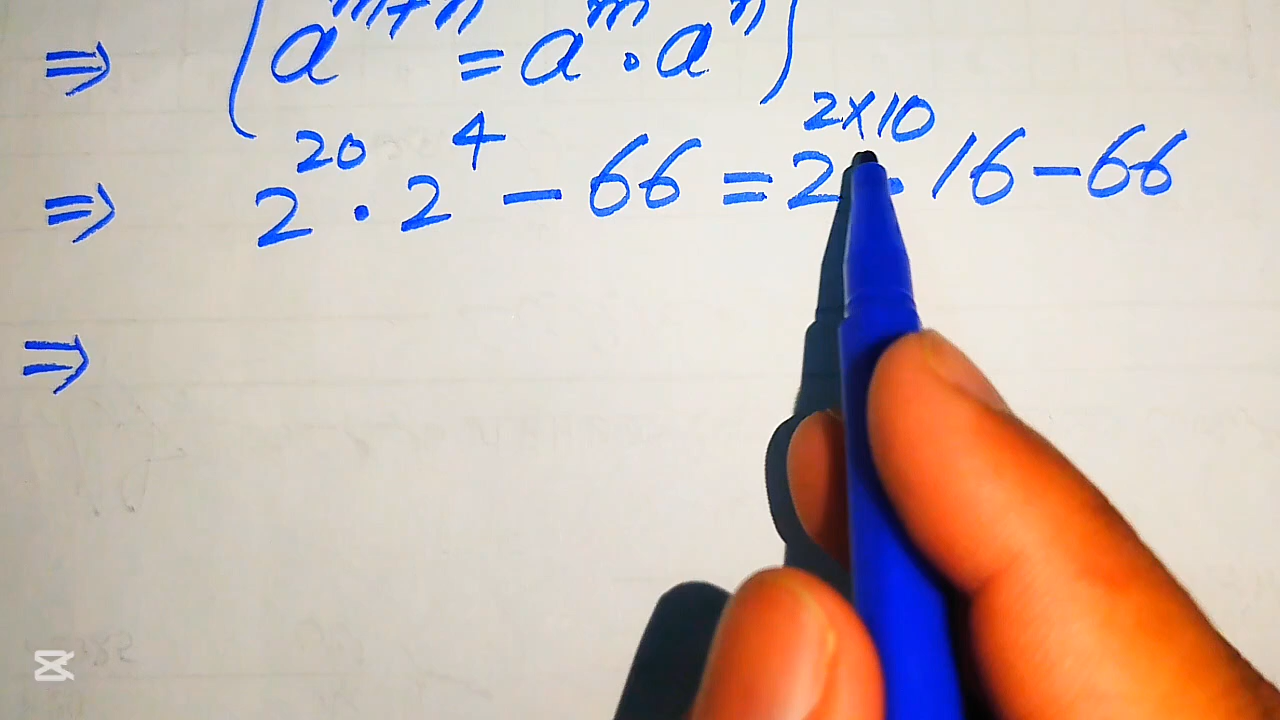 ⇒ (a^{m+n} = a^m · a^n)
⇒ 2^{20} · 2^4 – 66 = 2^{2×10} · 16 – 66
⇒